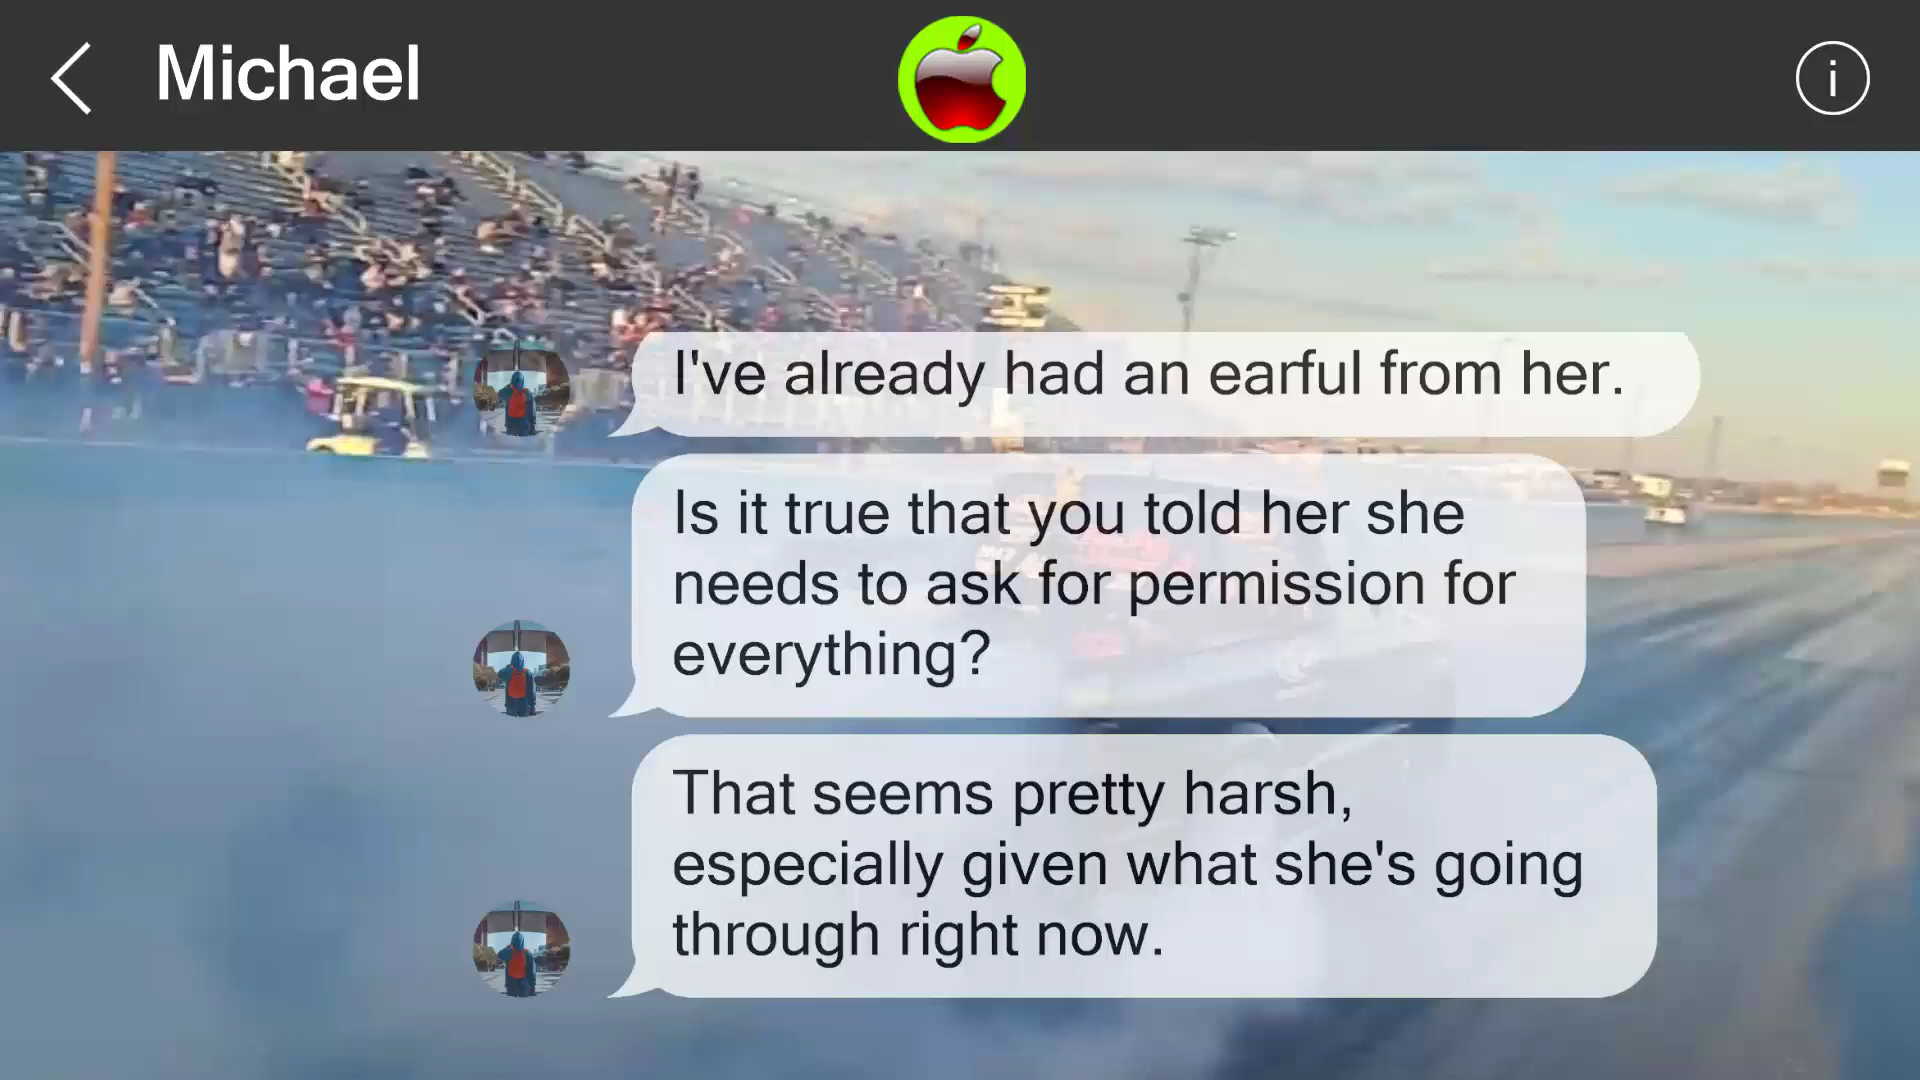 Michael
I've already had an earful from her.
Is it true that you told her she
needs to ask for permission for
everything?
That seems pretty harsh,
especially given what she's going
through right now.